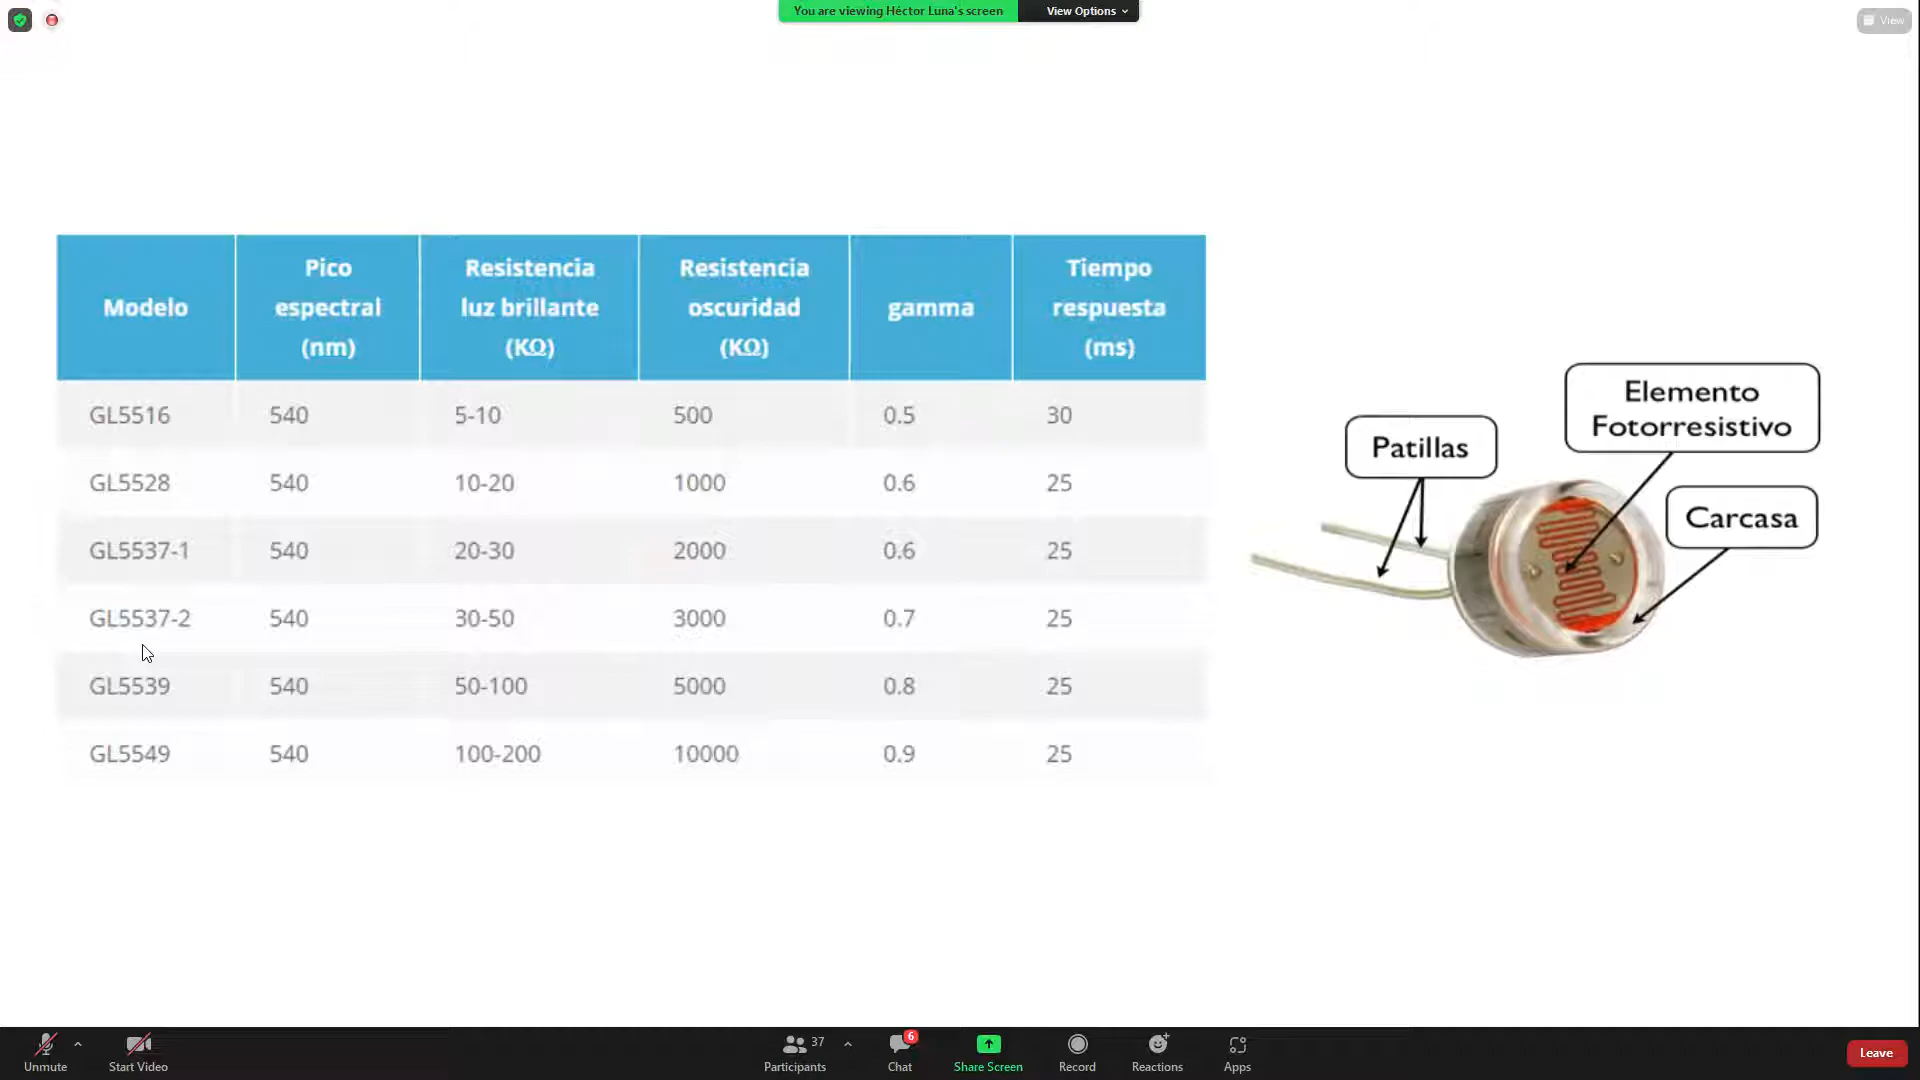 You are viewing Héctor Luna's screen View Options
View
Modelo
Pico
espectral
(nm)
Resistencia
luz brillante
(KΩ)
Resistencia
oscuridad
(KΩ)
gamma
Tiempo
respuesta
(ms)
GL5516 540 5-10 500 0.5 30
GL5528 540 10-20 1000 0.6 25
GL5537-1 540 20-30 2000 0.6 25
GL5537-2 540 30-50 3000 0.7 25
GL5539 540 50-100 5000 0.8 25
GL5549 540 100-200 10000 0.9 25
Patillas
Elemento
Fotorresistivo
Carcasa
Unmute
Start Video
37
Participants
6
Chat
Share Screen
Record
Reactions
Apps
Leave